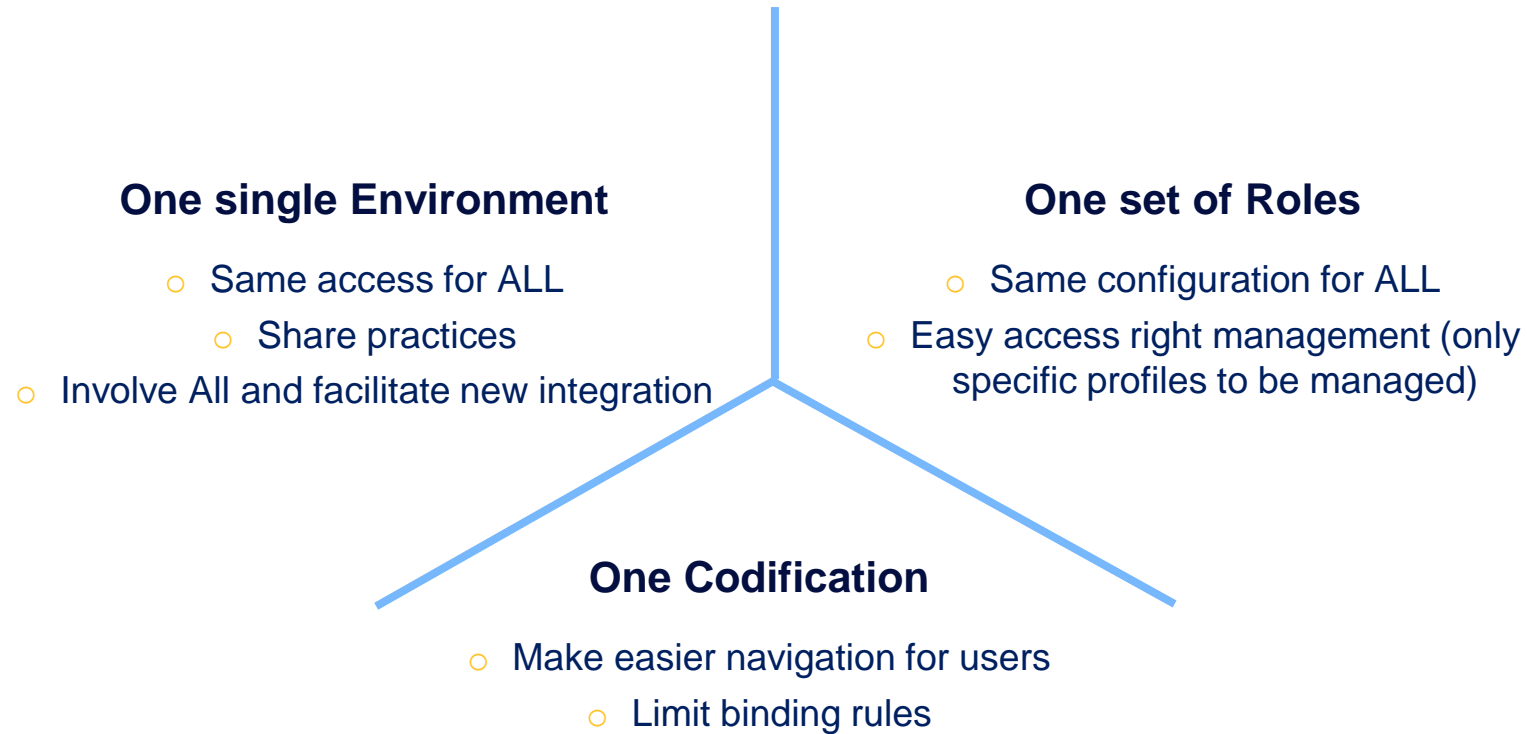 One single Environment
o Same access for ALL
o Share practices
o Involve All and facilitate new integration
One set of Roles
o Same configuration for ALL
o Easy access right management (only
specific profiles to be managed)
One Codification
o Make easier navigation for users
o Limit binding rules